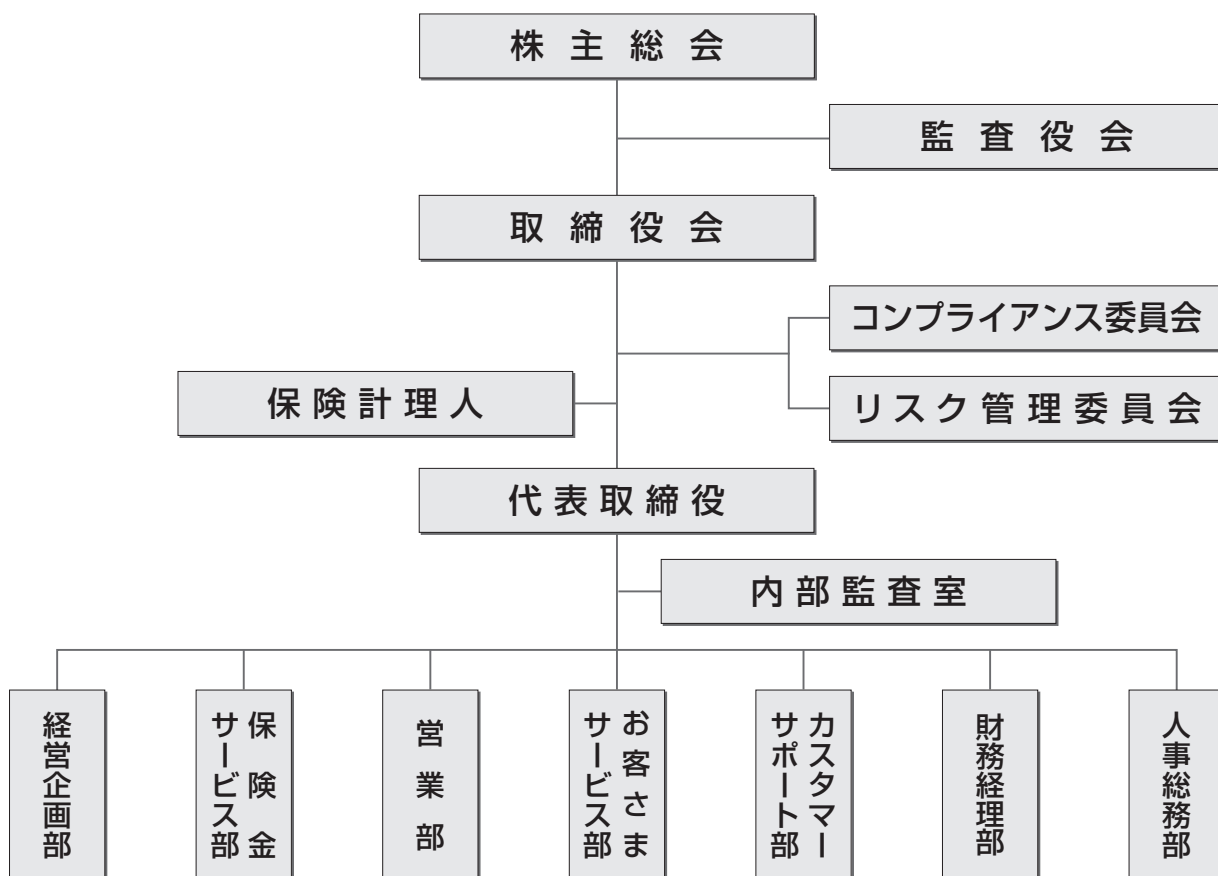 株主総会
監査役会
取締役会
コンプライアンス委員会
保険計理人
リスク管理委員会
代表取締役
内部監査室
経営企画部
保険金
サービス部
営業部
お客さま
サービス部
カスタマー
サポート部
財務経理部
人事総務部